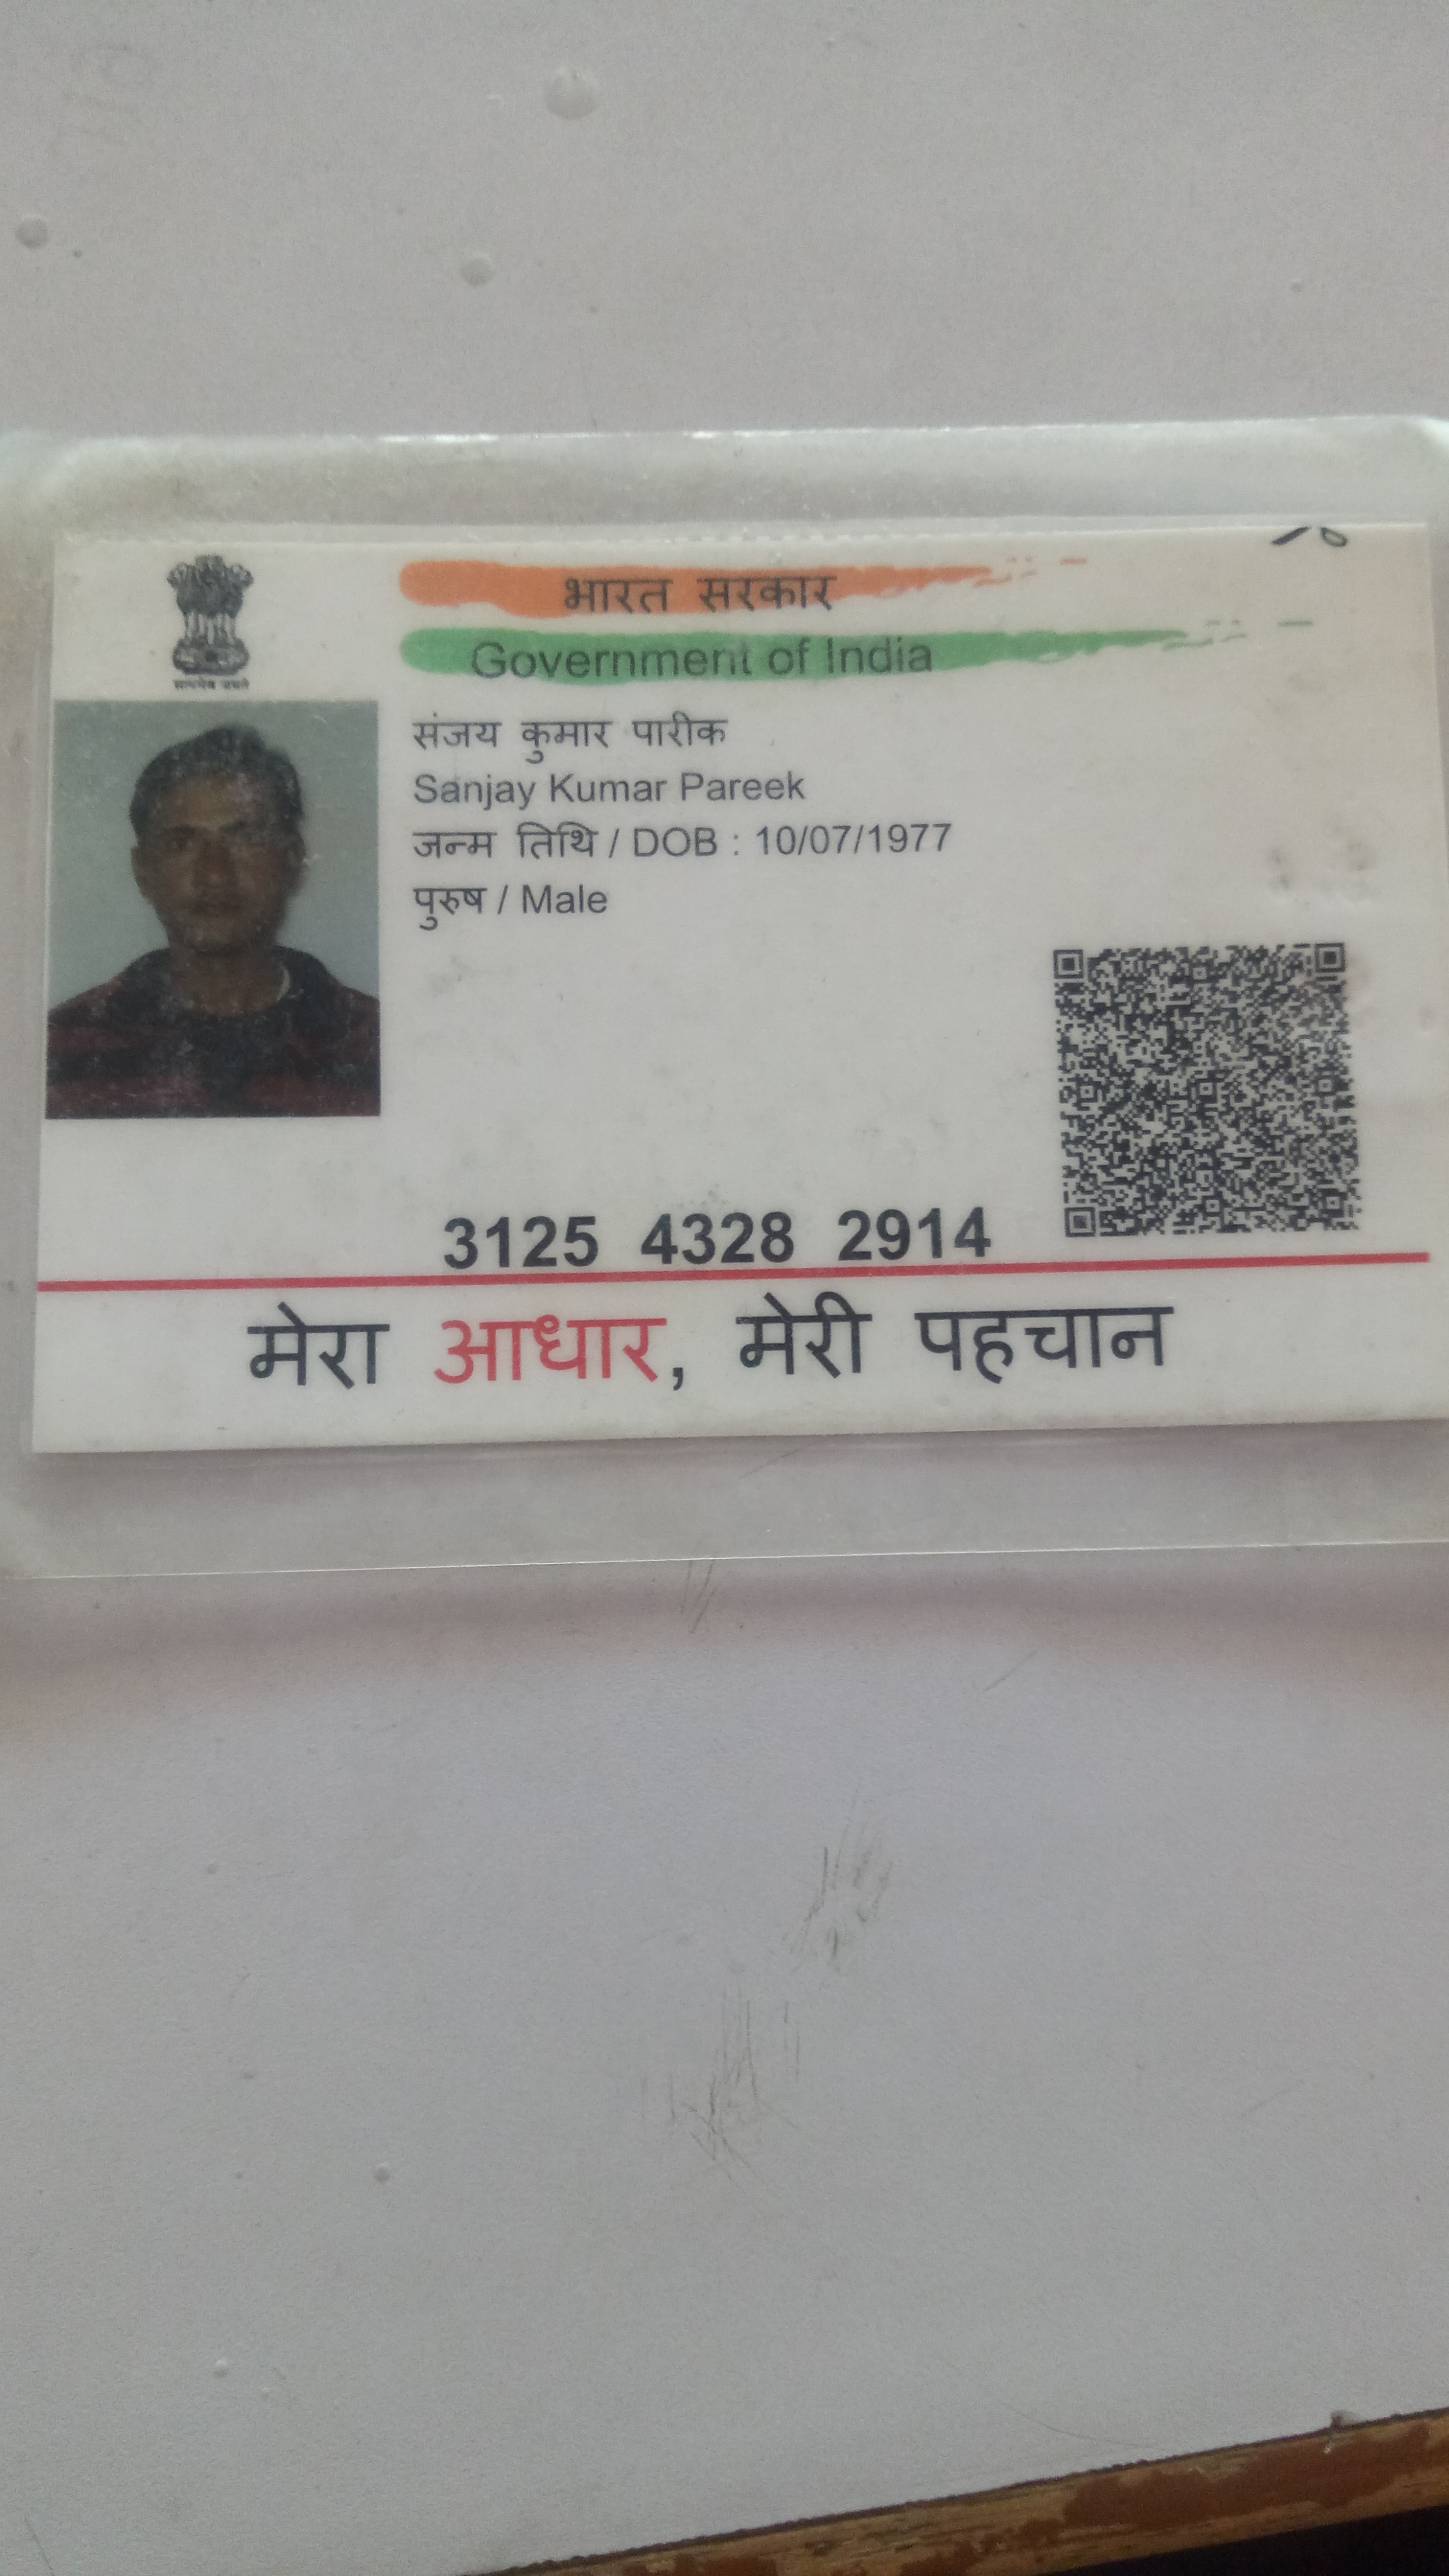 भारत सरकार
Government of India
सत्यमेव जयते
संजय कुमार पारीक
Sanjay Kumar Pareek
जन्म तिथि / DOB : 10/07/1977
पुरुष / Male
3125 4328 2914
मेरा आधार, मेरी पहचान